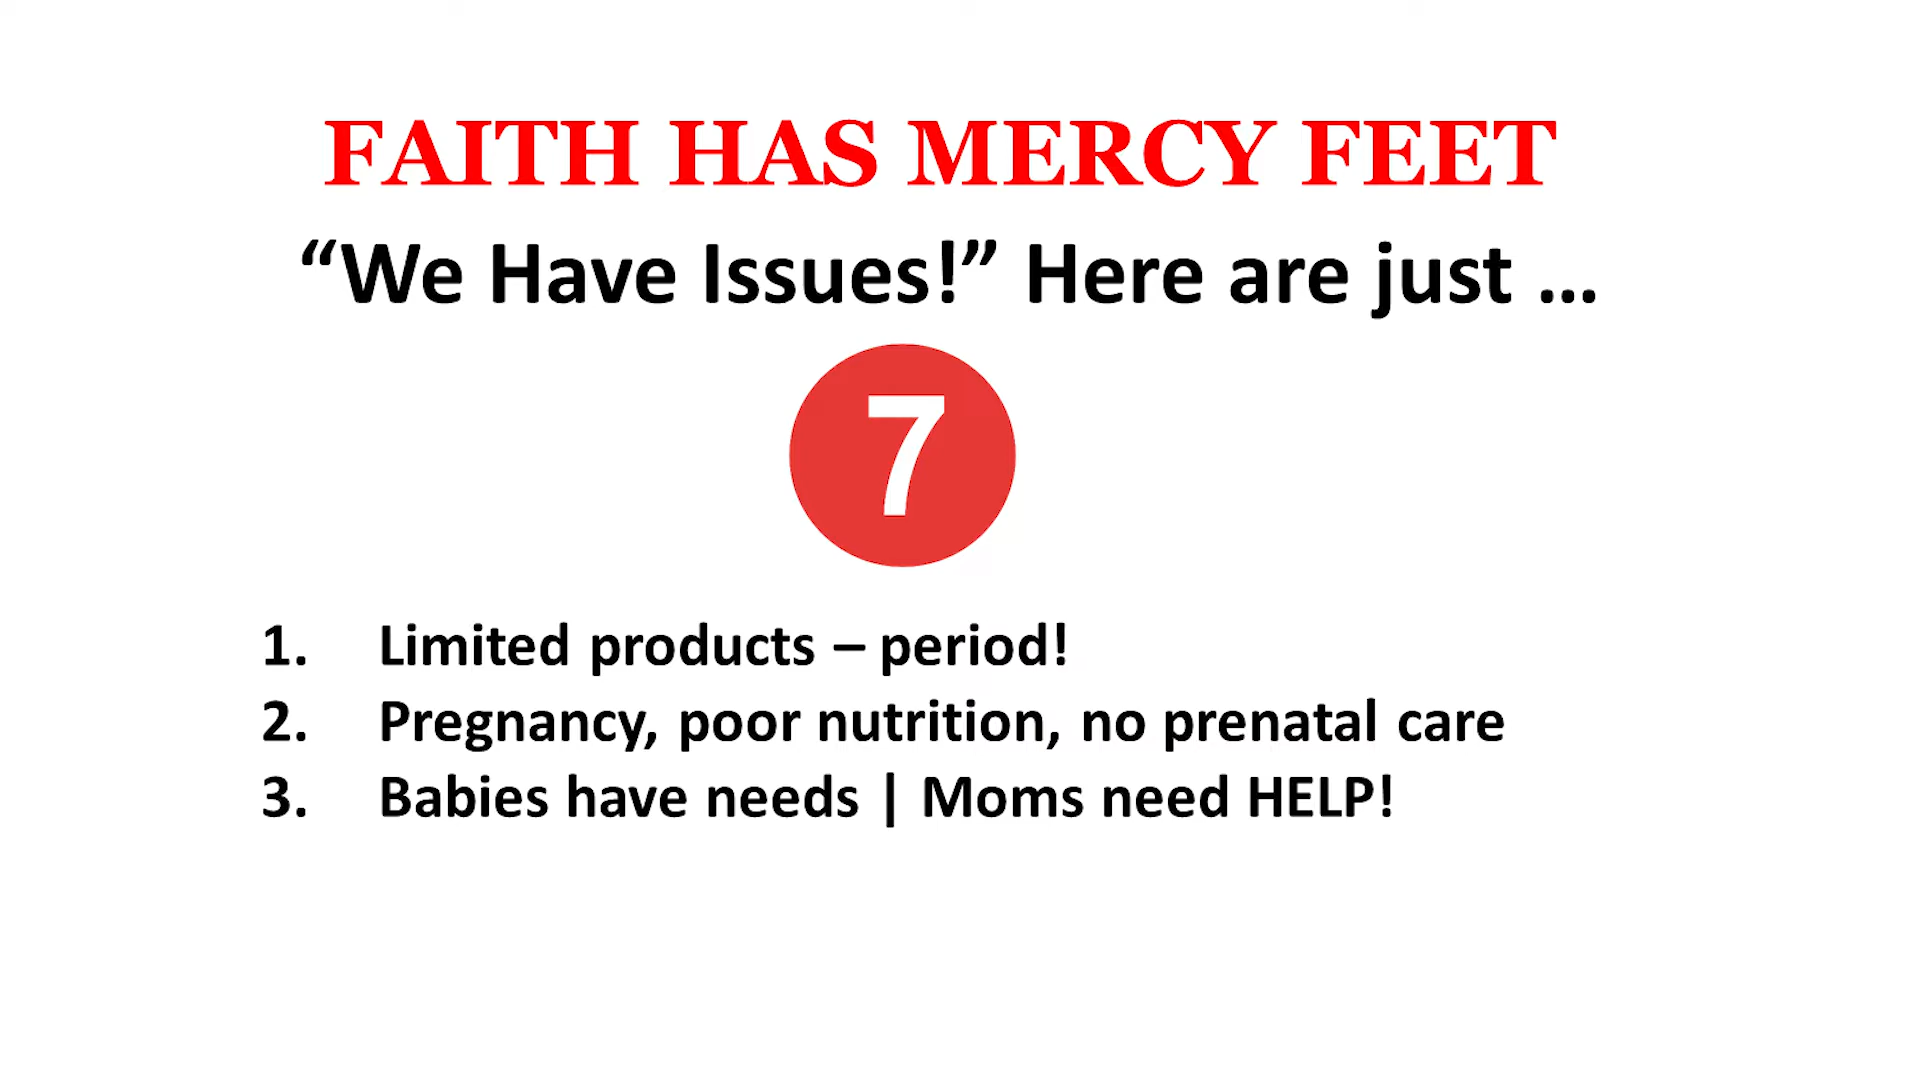 FAITH HAS MERCY FEET
“We Have Issues!” Here are just …
7
1. Limited products – period!
2. Pregnancy, poor nutrition, no prenatal care
3. Babies have needs | Moms need HELP!